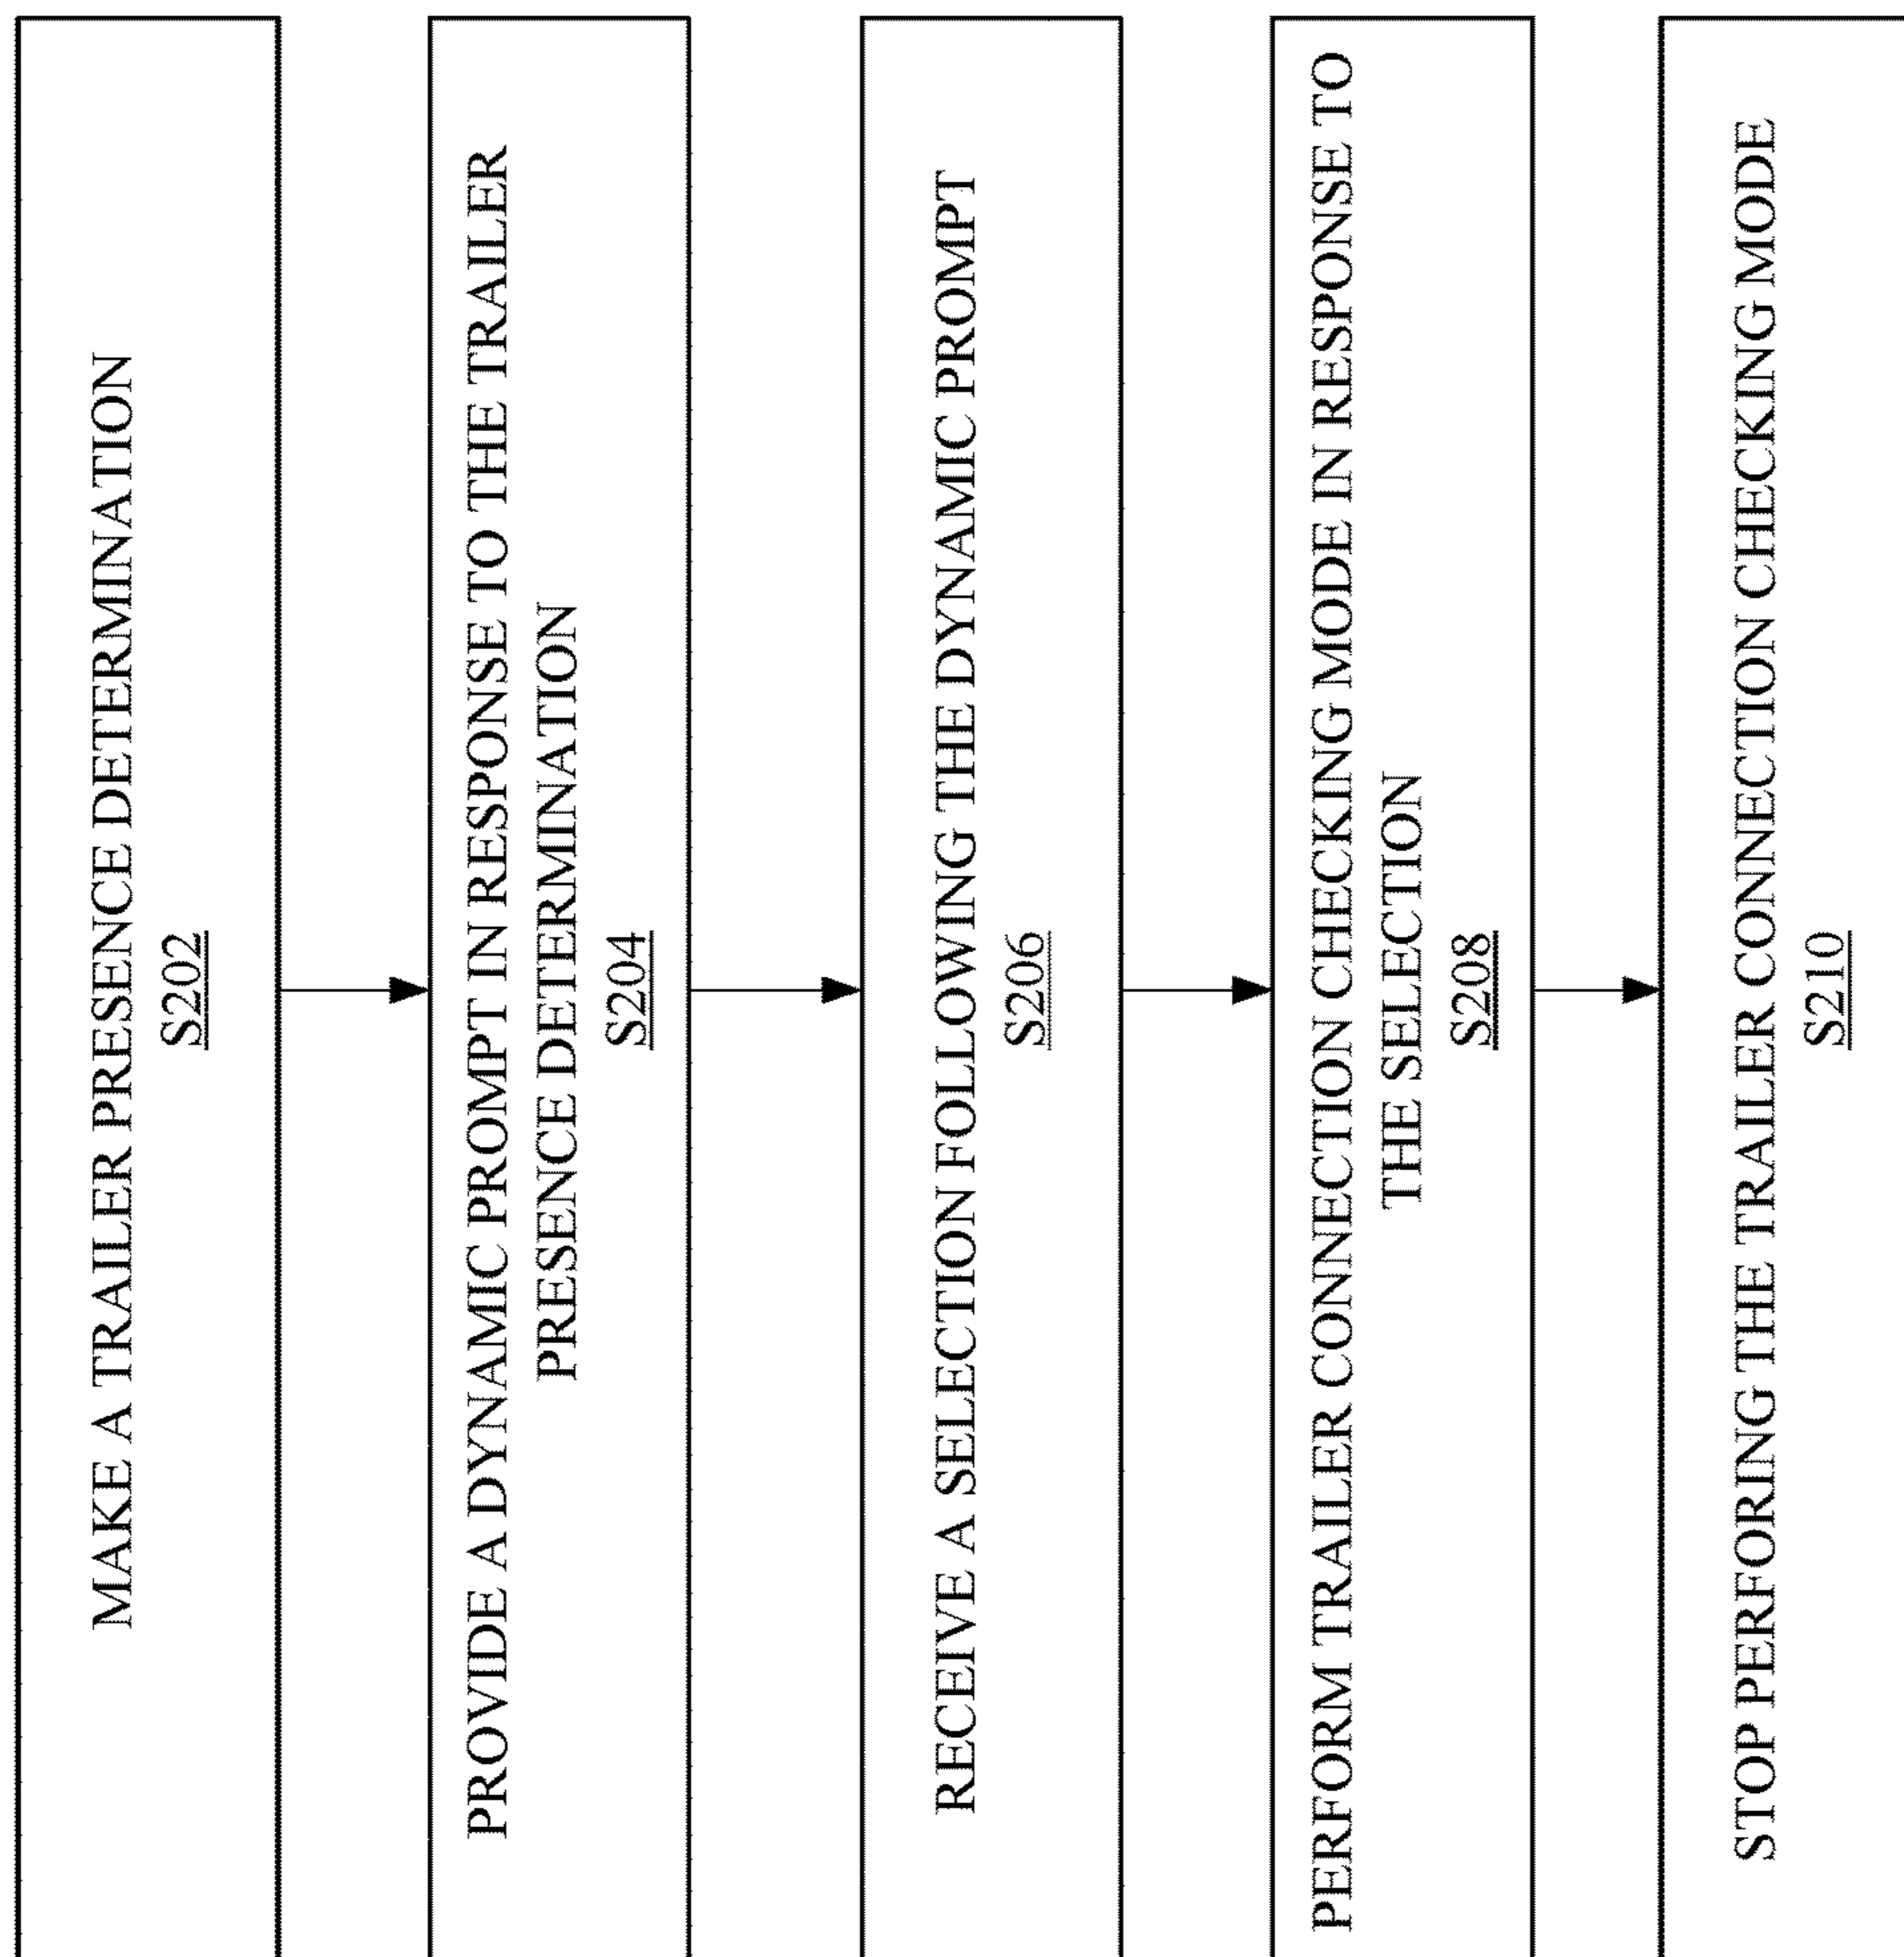 MAKE A TRAILER PRESENCE DETERMINATION
S202
PROVIDE A DYNAMIC PROMPT IN RESPONSE TO THE TRAILER
PRESENCE DETERMINATION
S204
RECEIVE A SELECTION FOLLOWING THE DYNAMIC PROMPT
S206
PERFORM TRAILER CONNECTION CHECKING MODE IN RESPONSE TO
THE SELECTION
S208
STOP PERFORING THE TRAILER CONNECTION CHECKING MODE
S210